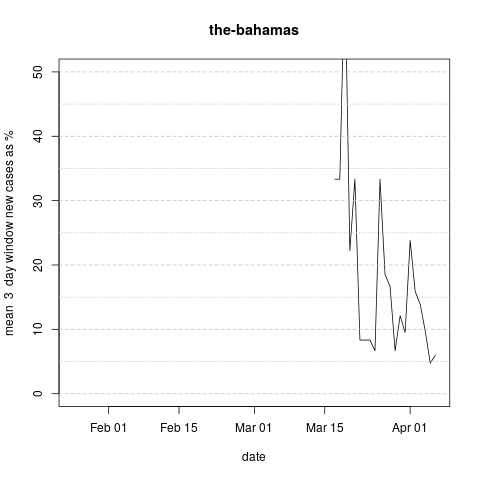 the-bahamas
mean  3  day window new cases as %
50
40
30
20
10
0
Feb 01
Feb 15
Mar 01
Mar 15
Apr 01
date